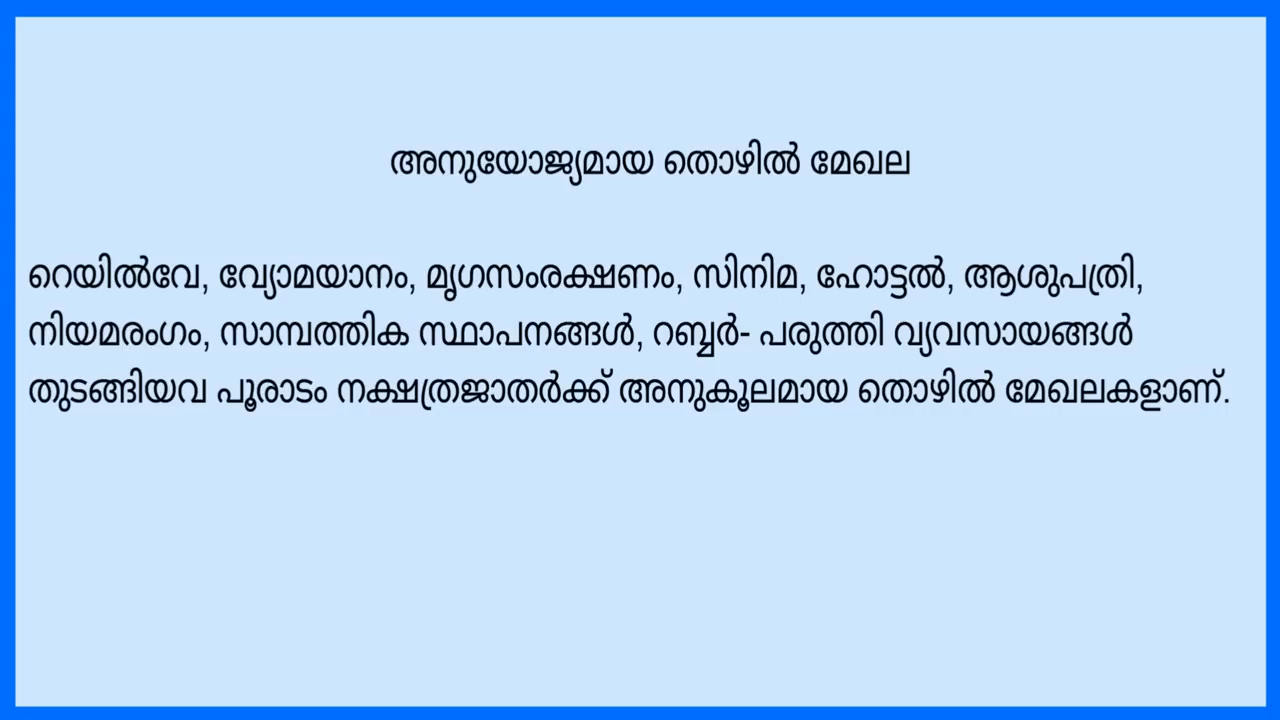 അനുയോജ്യമായ തൊഴിൽ മേഖല
റെയിൽവേ, വ്യോമയാനം, മൃഗസംരക്ഷണം, സിനിമ, ഹോട്ടൽ, ആശുപത്രി,
നിയമരംഗം, സാമ്പത്തിക സ്ഥാപനങ്ങൾ, റബ്ബർ- പരുത്തി വ്യവസായങ്ങൾ
തുടങ്ങിയവ പൂരാടം നക്ഷത്രജാതർക്ക് അനുകൂലമായ തൊഴിൽ മേഖലകളാണ്.